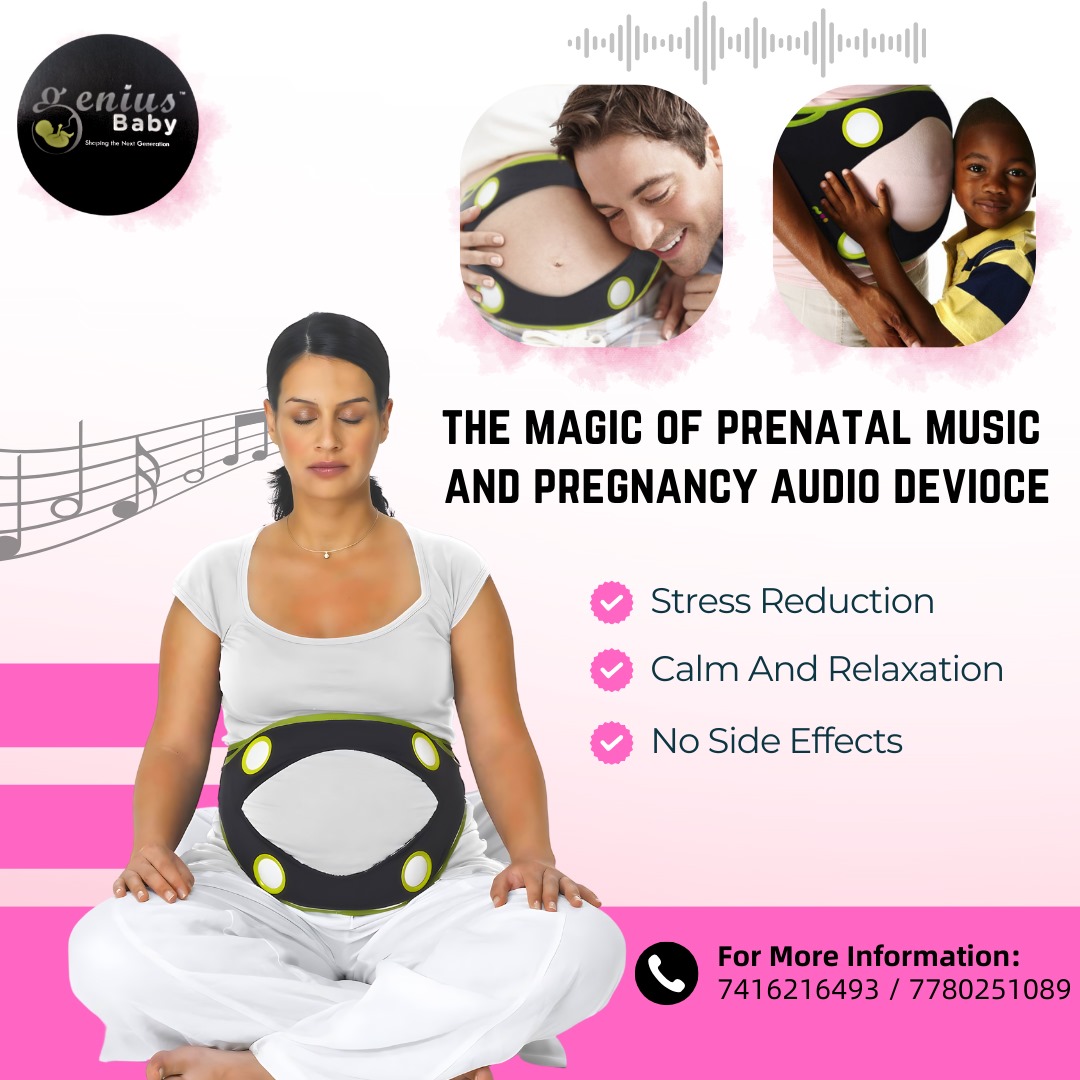 genius™
Baby
Shaping the Next Generation
THE MAGIC OF PRENATAL MUSIC
AND PREGNANCY AUDIO DEVIOCE
Stress Reduction
Calm And Relaxation
No Side Effects
For More Information:
7416216493 / 7780251089